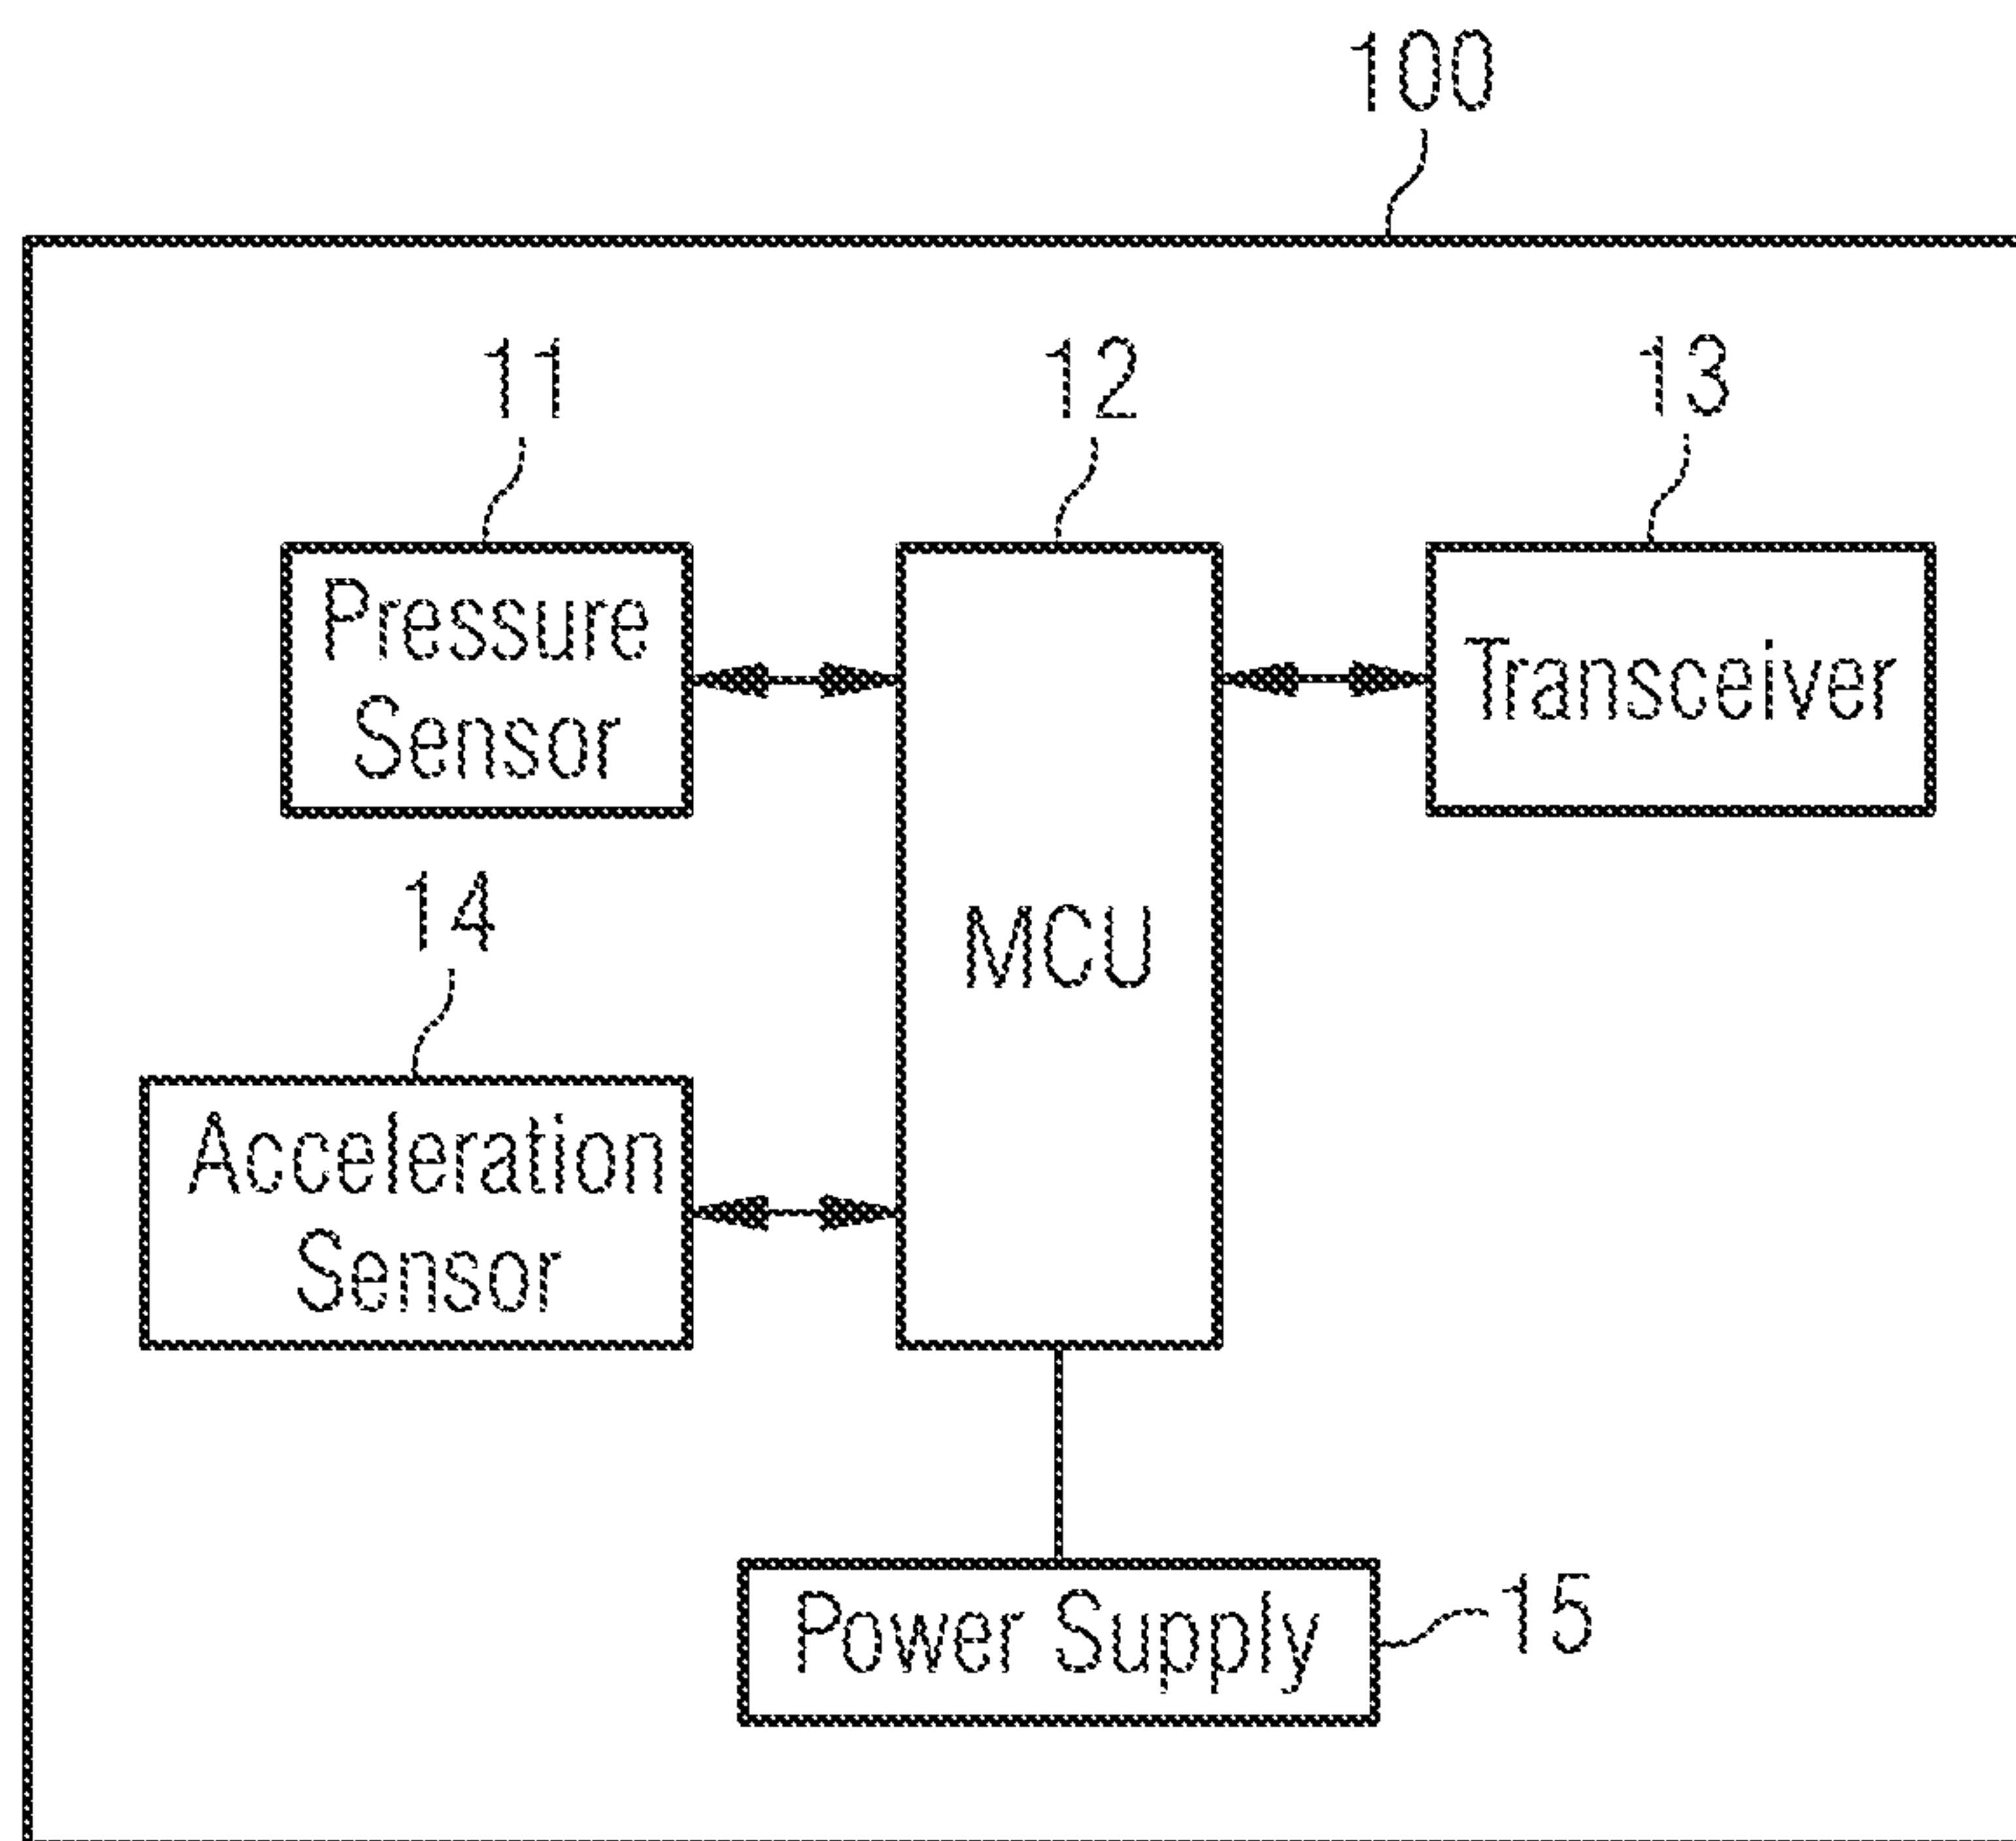 100
11
12
13
Pressure
Sensor
Transceiver
MCU
14
Acceleration
Sensor
Power Supply
15